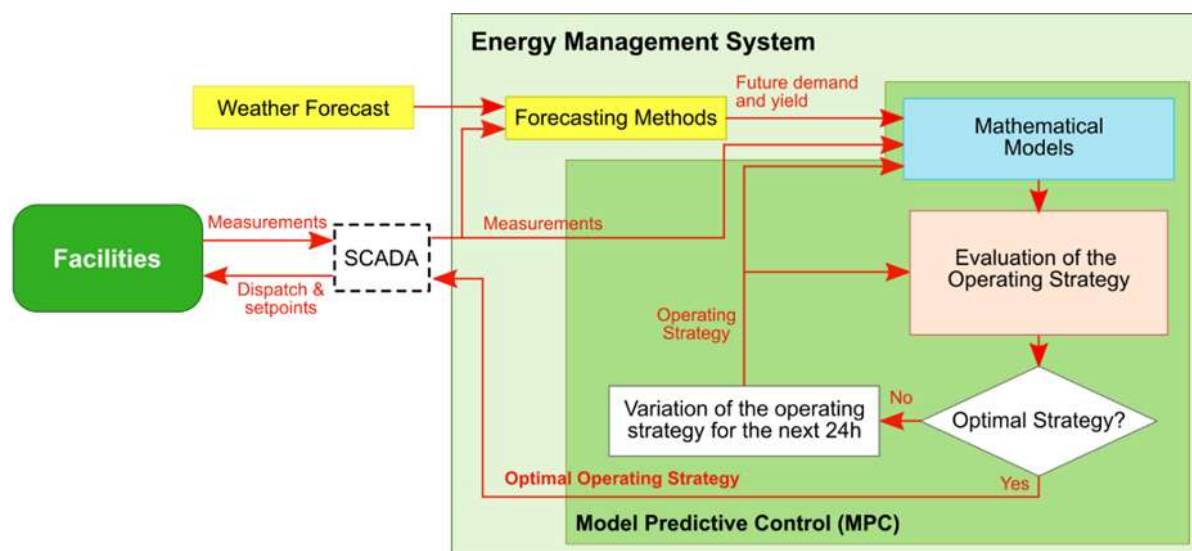 Energy Management System
Weather Forecast
Forecasting Methods
Future demand
and yield
Mathematical
Models
Facilities
Measurements
Dispatch &
setpoints
SCADA
Measurements
Evaluation of the
Operating Strategy
Operating
Strategy
Variation of the operating
strategy for the next 24h
No
Optimal Strategy?
Yes
Optimal Operating Strategy
Model Predictive Control (MPC)